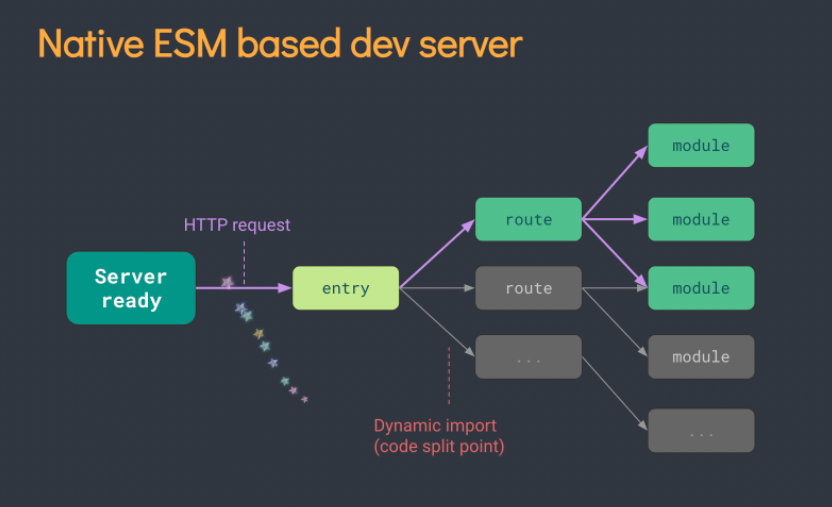 Native ESM based dev server
module
HTTP request
route
module
Server
ready
entry
route
module
...
module
Dynamic import
(code split point)
...